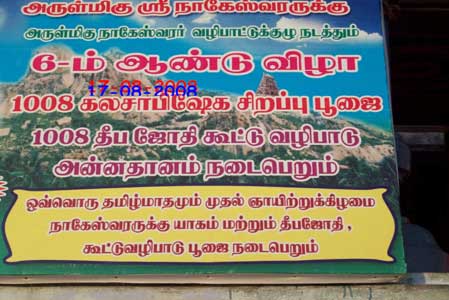 அருள்மிகு ஸ்ரீ நாகேஸ்வரருக்கு
அருள்மிகு நாகேஸ்வரர் வழிபாட்டுக்குழு நடத்தும்
6-ம் ஆண்டு விழா
17-08-2008
1008 கலசாபிஷேக சிறப்பு பூஜை
1008 தீப ஜோதி கூட்டு வழிபாடு
அன்னதானம் நடைபெறும்
ஒவ்வொரு தமிழ்மாதமும் முதல் ஞாயிற்றுக்கிழமை
நாகேஸ்வரருக்கு யாகம் மற்றும் தீபஜோதி ,
கூட்டுவழிபாடு பூஜை நடைபெறும்